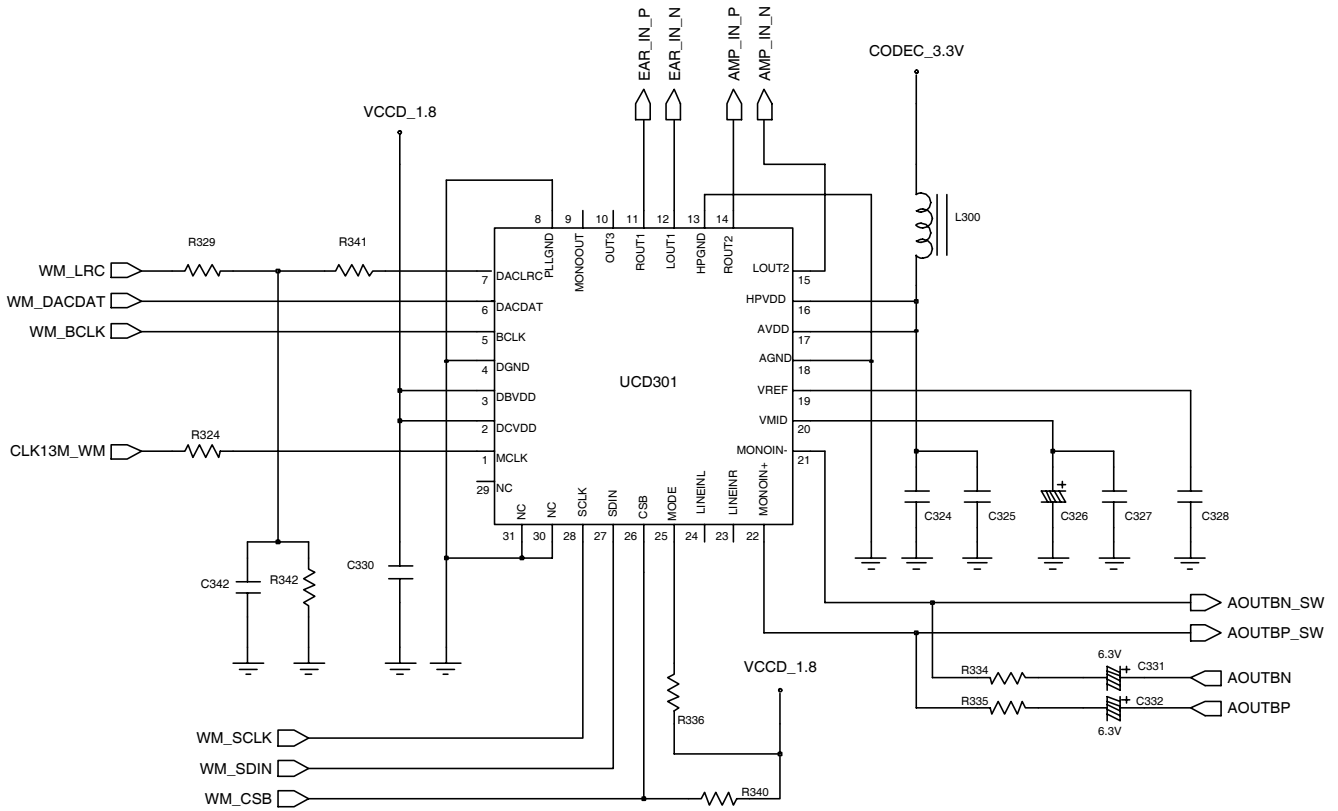 EAR_IN_P
EAR_IN_N
AMP_IN_P
AMP_IN_N
CODEC_3.3V
VCCD_1.8
L300
8
9
10
11
12
13
14
PLLGND
MONOOUT
OUT3
ROUT1
LOUT1
HPGND
ROUT2
R329
R341
WM_LRC
7
DACLRC
LOUT2
15
WM_DACDAT
6
DACDAT
HPVDD
16
WM_BCLK
5
BCLK
AVDD
17
4
DGND
AGND
18
UCD301
3
DBVDD
VREF
19
2
DCVDD
VMID
20
CLK13M_WM
R324
1
MCLK
MONOIN-
21
29
NC
NC
NC
SCLK
SDIN
CSB
MODE
LINEINL
LINEINR
MONOIN+
31
30
28
27
26
25
24
23
22
C324
C325
+
C326
C327
C328
C342
R342
C330
AOUTBN_SW
AOUTBP_SW
VCCD_1.8
6.3V
R334
+
C331
AOUTBN
R335
+
C332
AOUTBP
6.3V
R336
WM_SCLK
WM_SDIN
WM_CSB
R340